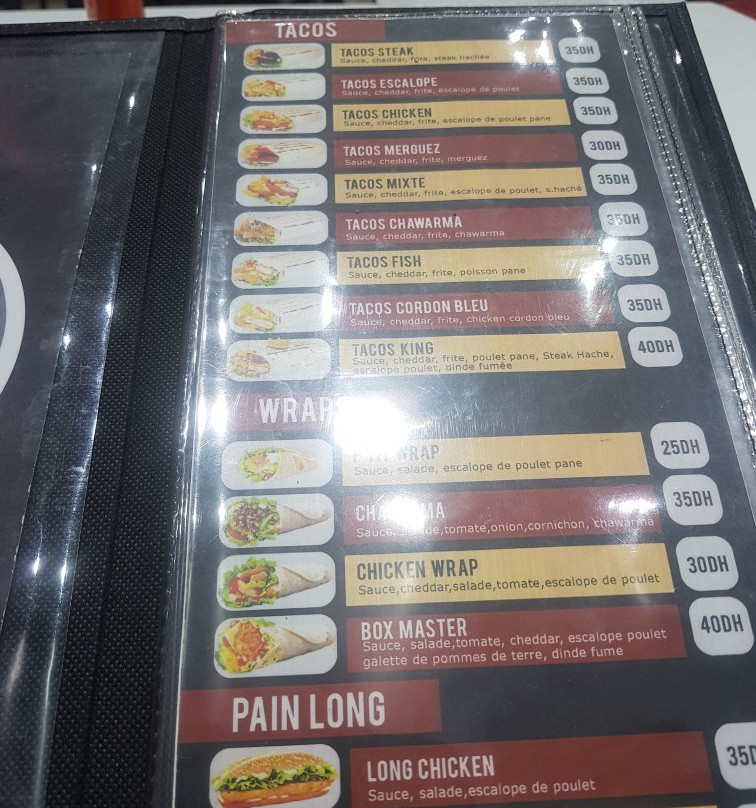 TACOS
TACOS STEAK
Sauce, cheddar, frite, steak hachée
35DH
TACOS ESCALOPE
Sauce, cheddar, frite, escalope de poulet
35DH
TACOS CHICKEN
Sauce, cheddar, frite, escalope de poulet pane
35DH
TACOS MERGUEZ
Sauce, cheddar, frite, merguez
30DH
TACOS MIXTE
Sauce, cheddar, frite, escalope de poulet, s.haché
35DH
TACOS CHAWARMA
Sauce, cheddar, frite, chawarma
35DH
TACOS FISH
Sauce, cheddar, frite, poisson pane
35DH
TACOS CORDON BLEU
Sauce, cheddar, frite, chicken cordon bleu
35DH
TACOS KING
Sauce, cheddar, frite, poulet pane, Steak Hache,
escalope poulet, dinde fumée
40DH
WRAPS
WRAP
Sauce, salade, escalope de poulet pane
25DH
CHAWARMA
Sauce, salade,tomate,onion,cornichon, chawarma
35DH
CHICKEN WRAP
Sauce,cheddar,salade,tomate,escalope de poulet
30DH
BOX MASTER
Sauce, salade,tomate, cheddar, escalope poulet
galette de pommes de terre, dinde fume
40DH
PAIN LONG
LONG CHICKEN
Sauce, salade,escalope de poulet
35D